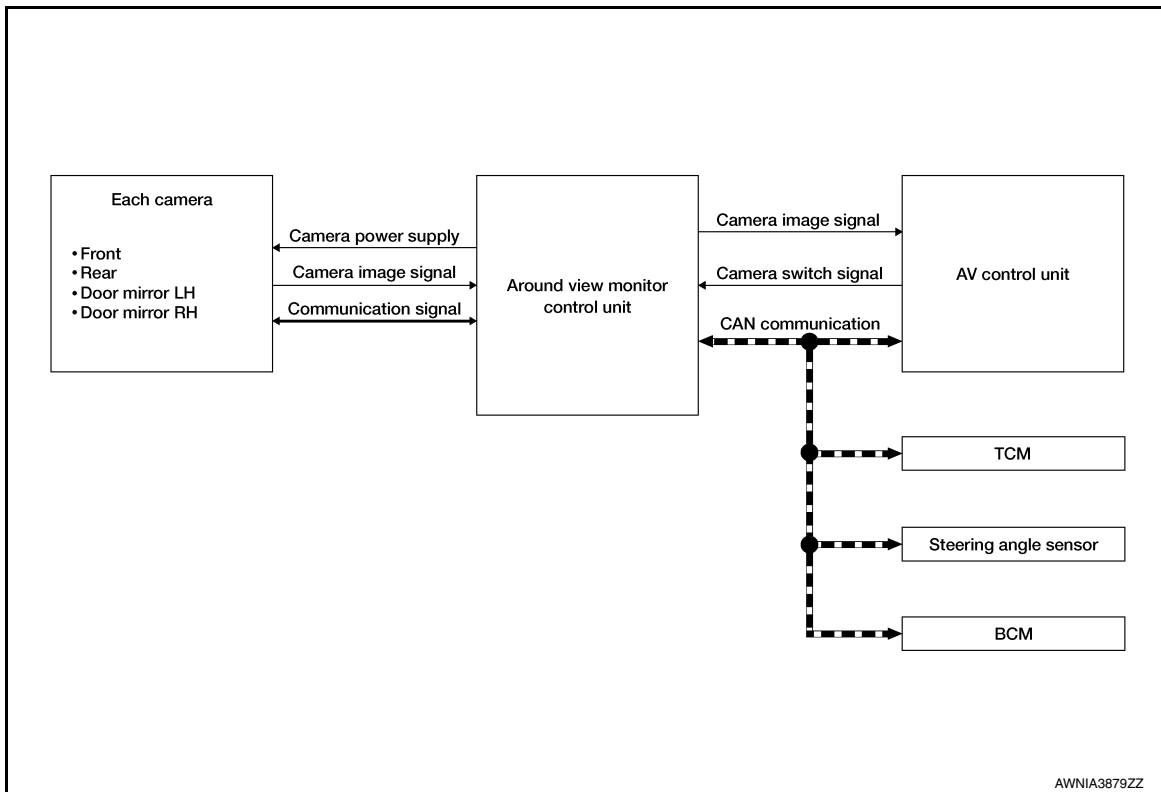 Each camera
• Front
• Rear
• Door mirror LH
• Door mirror RH
Camera power supply
Camera image signal
Communication signal
Around view monitor
control unit
Camera image signal
Camera switch signal
CAN communication
AV control unit
TCM
Steering angle sensor
BCM
AWNIA3879ZZ